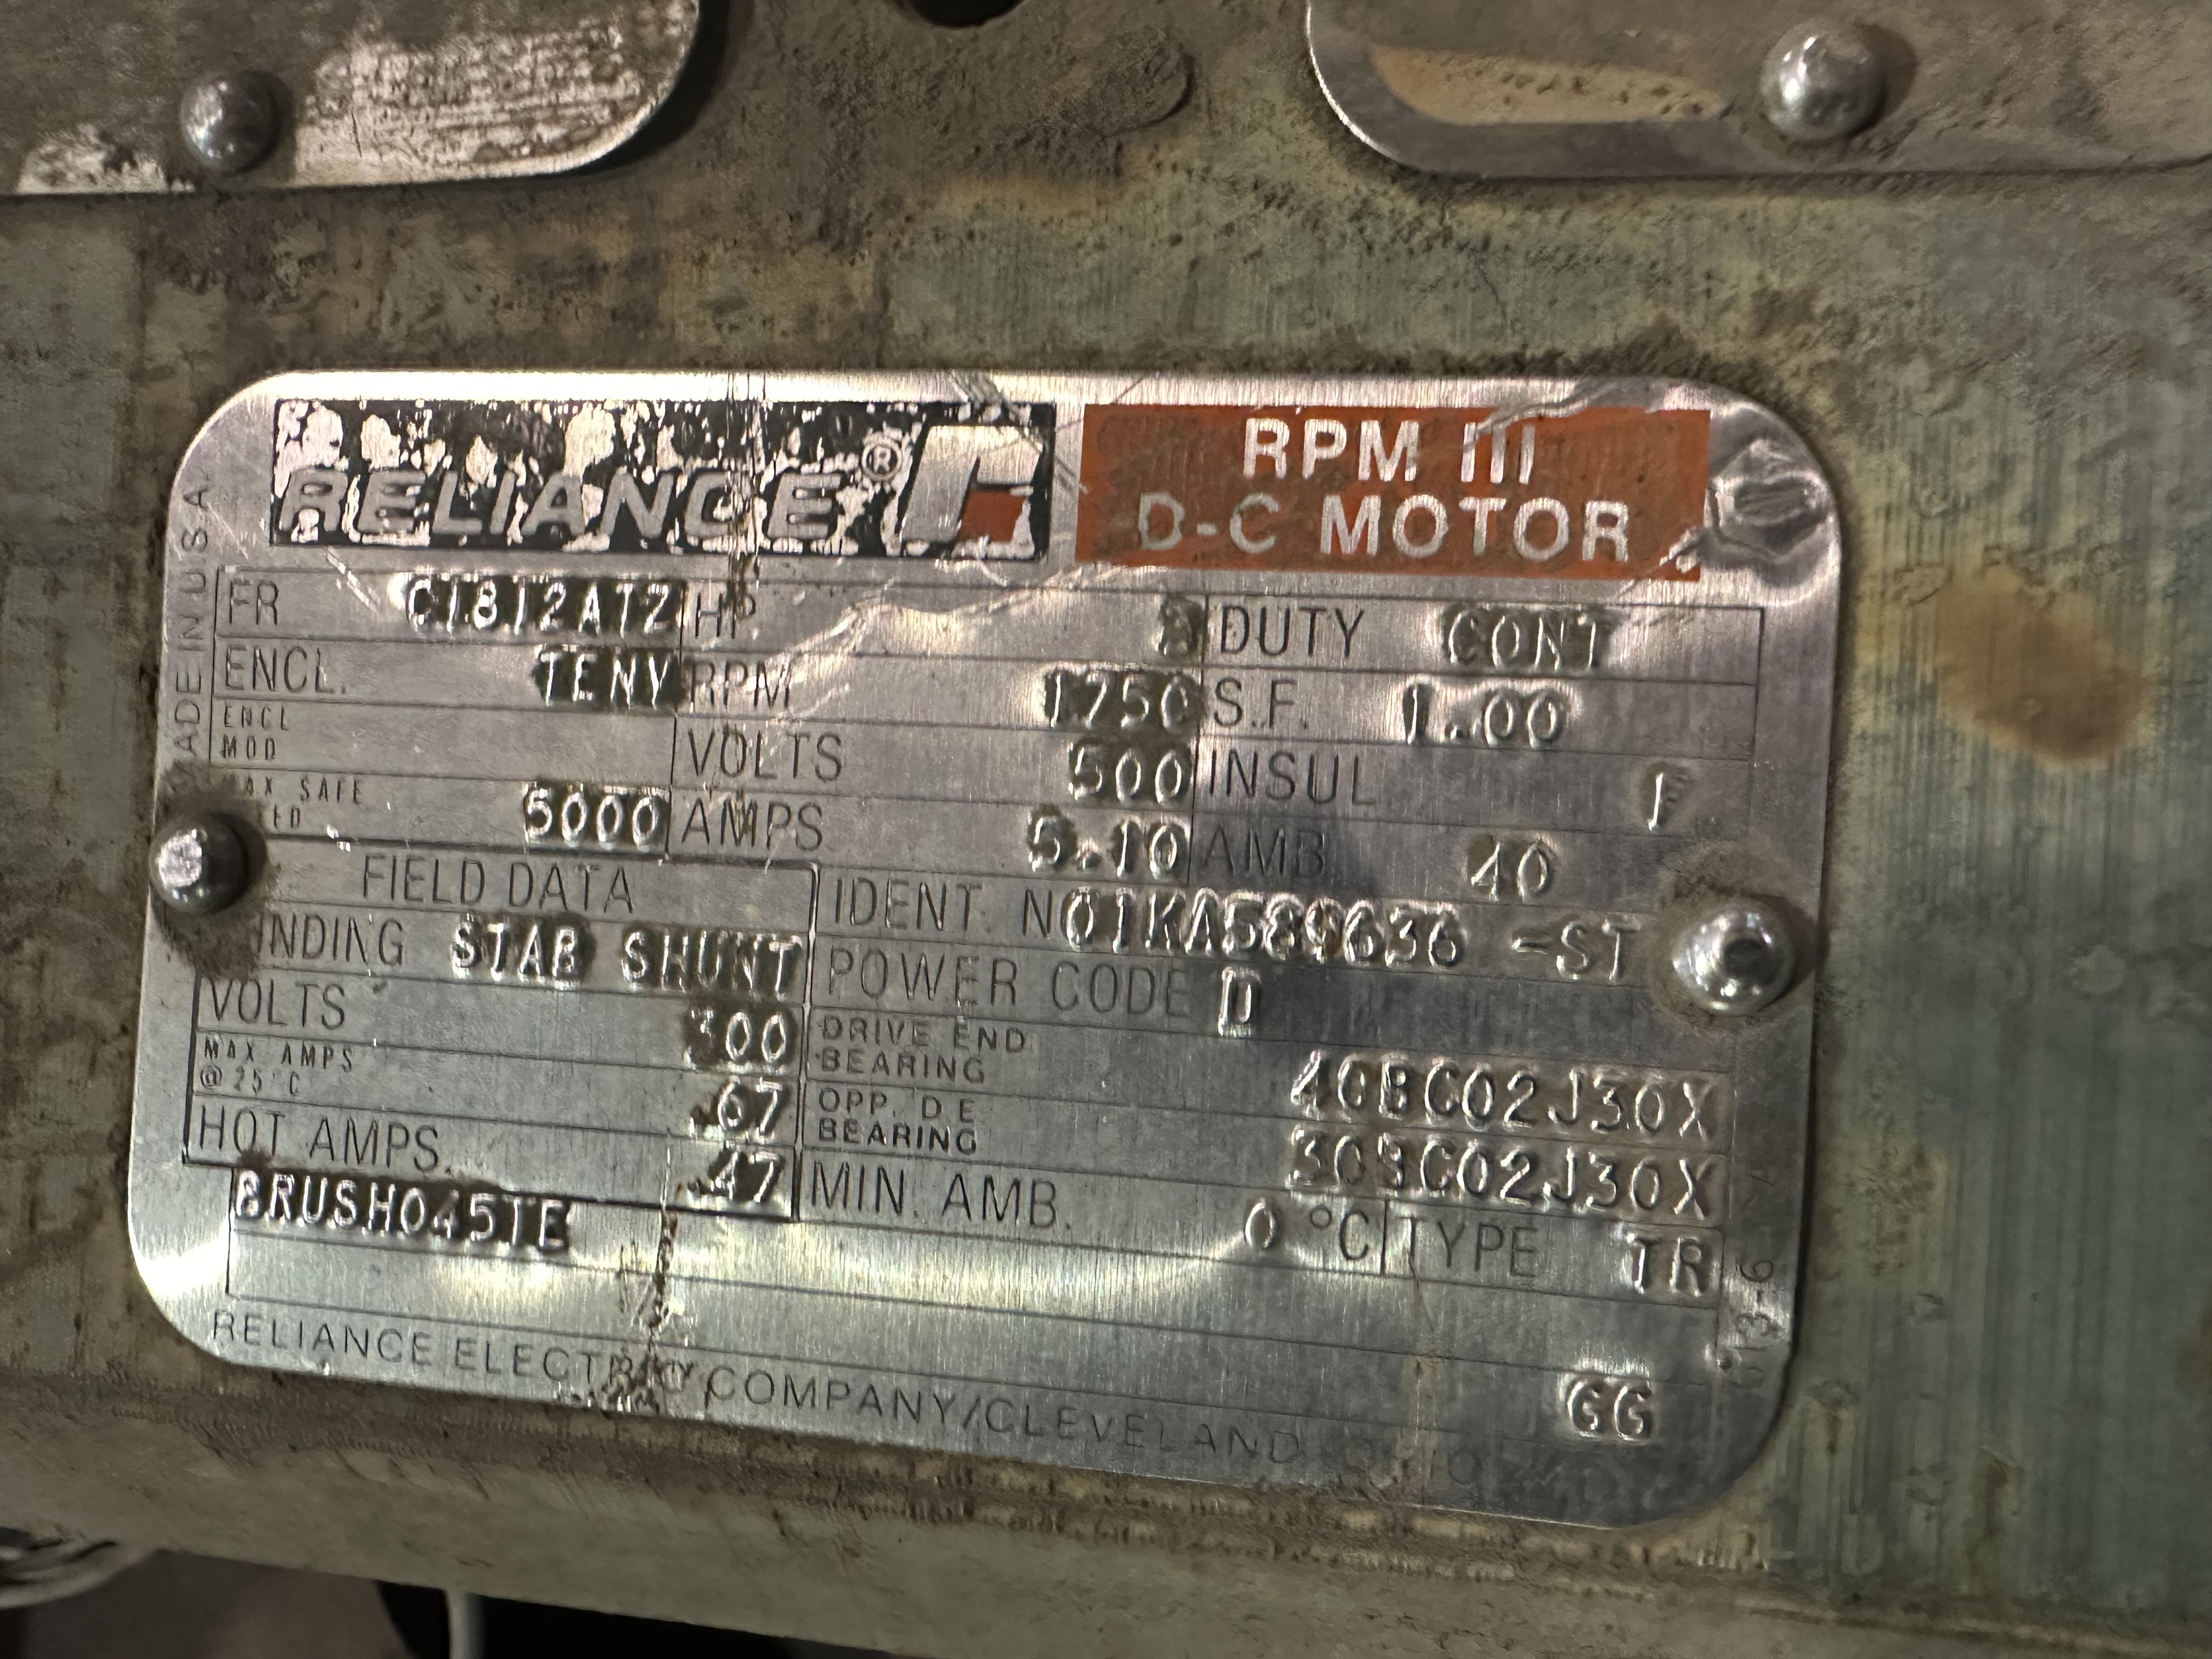 RELIANCE®
RPM III
D-C MOTOR
MADE IN U.S.A.
FR C1812ATZ HP 3 DUTY CONT
ENCL. TENV RPM 1750 S.F. 1.00
ENCL MOD VOLTS 500 INSUL F
MAX SAFE 5000 AMPS 5.10 AMB 40
FIELD DATA IDENT. NO 1KA589636 -ST
STAB SHUNT POWER CODE D
VOLTS 300 DRIVE END BEARING 40BC02J30X
MAX AMPS @ 25°C .67 OPP. D E BEARING 30BC02J30X
HOT AMPS. .47 MIN. AMB. 0 °C TYPE TR
BRUSH045TE
GG
RELIANCE ELECTRIC COMPANY/CLEVELAND